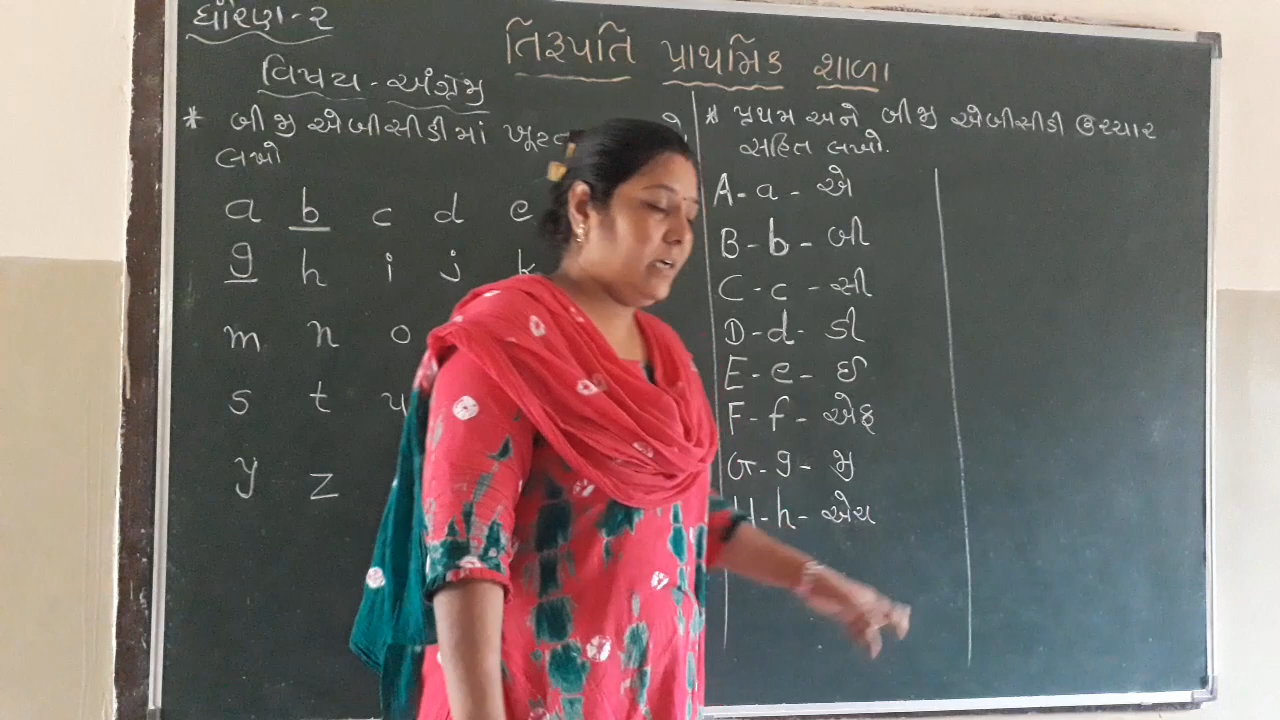 ધોરણ-૨
તિરૂપતિ પ્રાથમિક શાળા
વિષય - અંગ્રેજી
* બીજી એબીસીડીમાં
લખો
a b c d e
g h i j k
m n o
s t u
y z
* પ્રથમ અને બીજી એબીસીડી ઉચ્ચાર
સહિત લખો.
A - a - એ
B - b - બી
C - c - સી
D - d - ડી
E - e - ઈ
F - f - એફ
G - g - જી
H - h - એચ